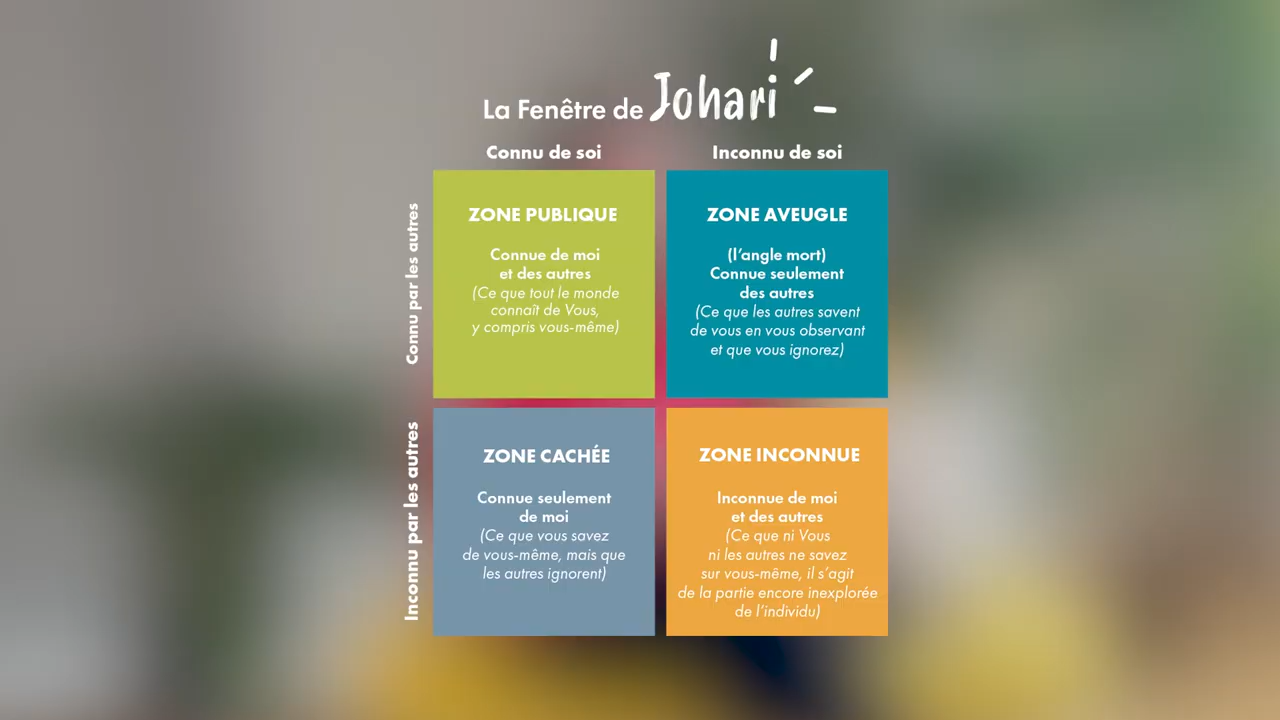 La Fenêtre de Johari
Connu de soi
Inconnu de soi
Connu par les autres
ZONE PUBLIQUE
Connue de moi
et des autres
(Ce que tout le monde
connaît de Vous,
y compris vous-même)
ZONE AVEUGLE
(l'angle mort)
Connue seulement
des autres
(Ce que les autres savent
de vous en vous observant
et que vous ignorez)
Inconnu par les autres
ZONE CACHÉE
Connue seulement
de moi
(Ce que vous savez
de vous-même, mais que
les autres ignorent)
ZONE INCONNUE
Inconnue de moi
et des autres
(Ce que ni Vous
ni les autres ne savez
sur vous-même, il s'agit
de la partie encore inexplorée
de l'individu)